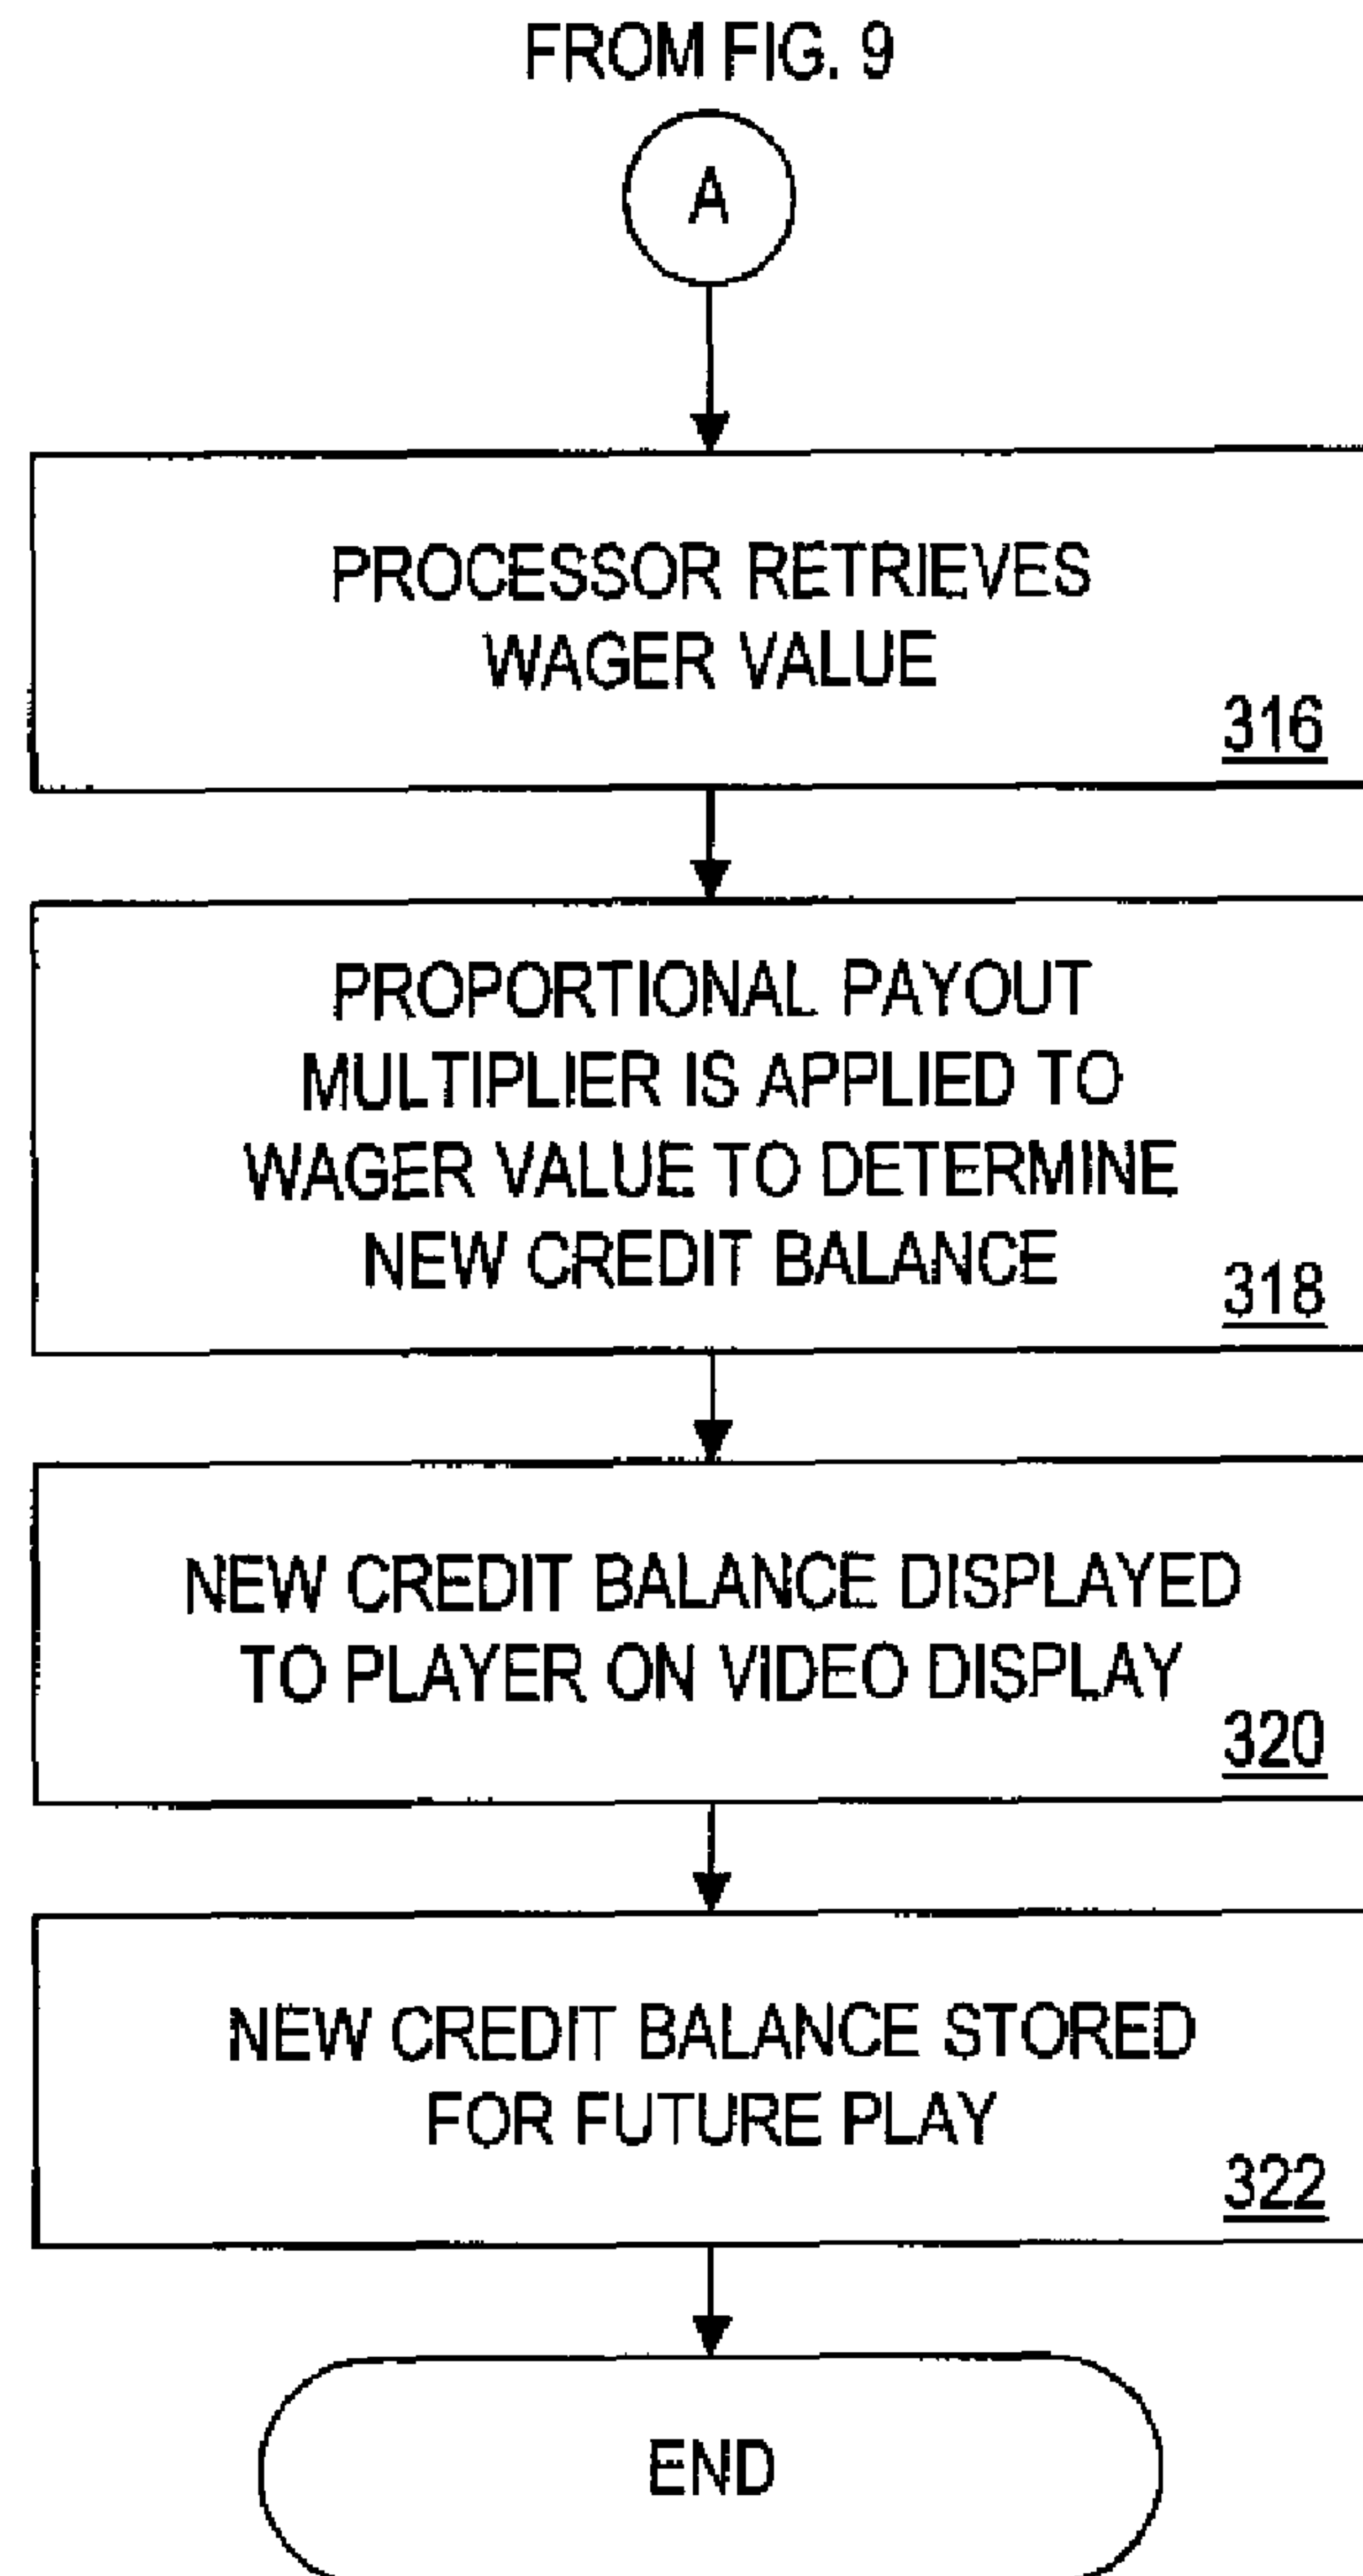 FROM FIG. 9
A
PROCESSOR RETRIEVES
WAGER VALUE
316
PROPORTIONAL PAYOUT
MULTIPLIER IS APPLIED TO
WAGER VALUE TO DETERMINE
NEW CREDIT BALANCE
318
NEW CREDIT BALANCE DISPLAYED
TO PLAYER ON VIDEO DISPLAY
320
NEW CREDIT BALANCE STORED
FOR FUTURE PLAY
322
END